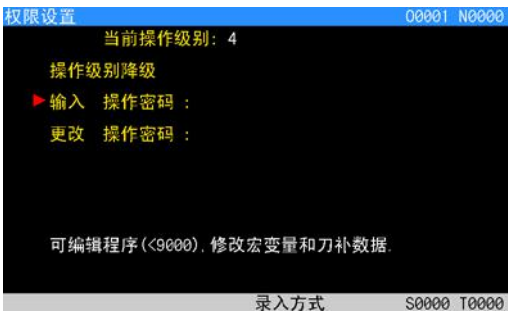 权限设置 O0001 N0000
当前操作级别: 4
操作级别降级
输入 操作密码 :
更改 操作密码 :
可编辑程序(<9000),修改宏变量和刀补数据.
录入方式 S0000 T0000